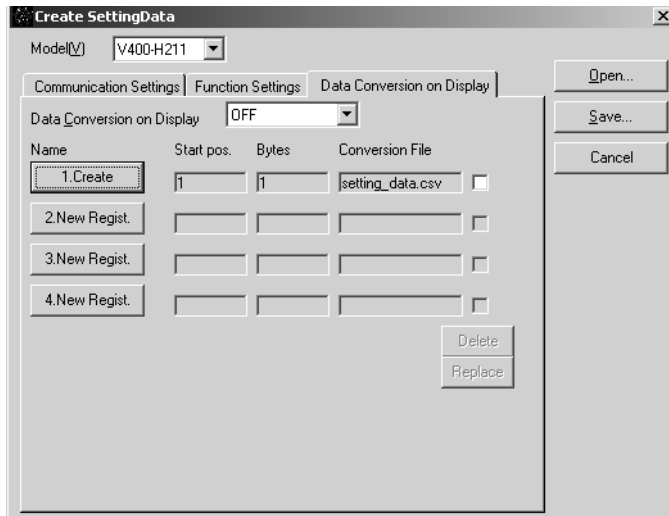 Create SettingData
Model(V) V400-H211
Communication Settings Function Settings Data Conversion on Display
Data Conversion on Display OFF
Name Start pos. Bytes Conversion File
1.Create 1 1 setting_data.csv
2.New Regist.
3.New Regist.
4.New Regist.
Delete
Replace
Open...
Save...
Cancel